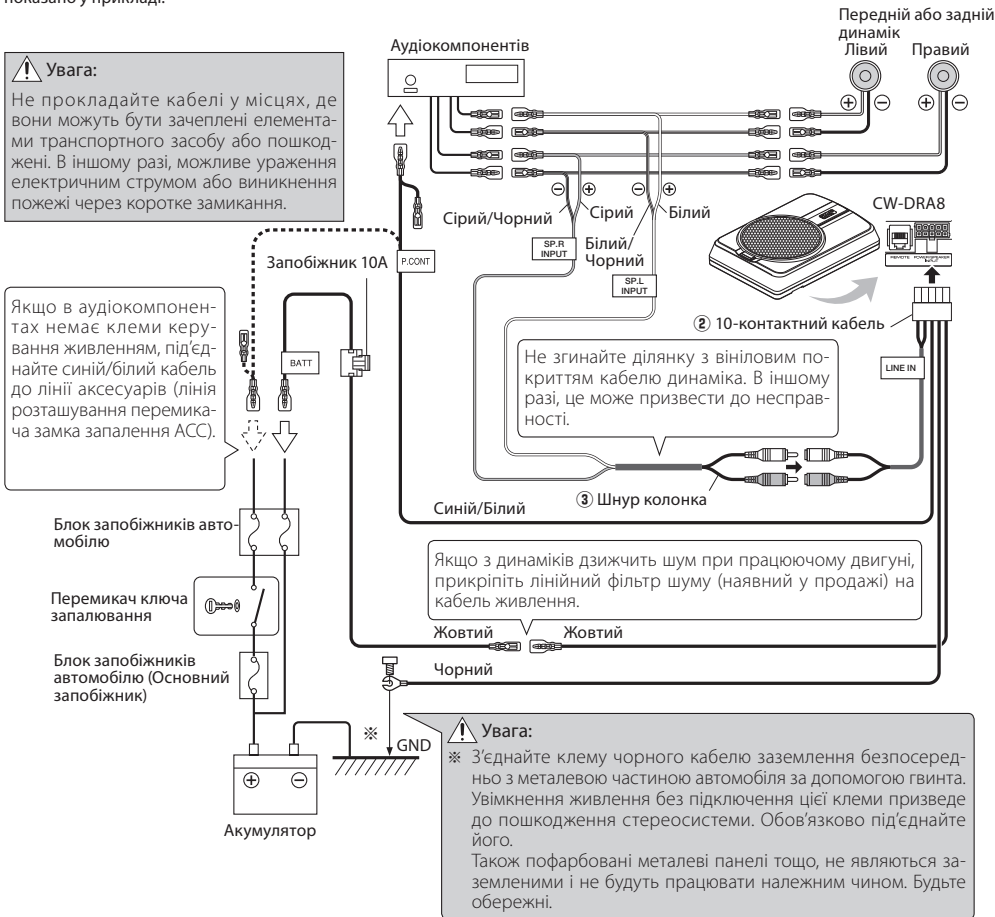 показано у прикладі.
Передній або задній
динамік
Лівий Правий
Аудіокомпонентів
Увага:
Не прокладайте кабелі у місцях, де
вони можуть бути зачеплені елемента-
ми транспортного засобу або пошкод-
жені. В іншому разі, можливе ураження
електричним струмом або виникнення
пожежі через коротке замикання.
⊕ ⊖ ⊕ ⊖
⊖ ⊕ ⊖ ⊕
Сірий/Чорний
Сірий
Білий
Білий/
Чорний
SP.R
INPUT
SP.L
INPUT
CW-DRA8
REMOTE POWER/SPEAKER
INPUT
Запобіжник 10A
P.CONT
BATT
② 10-контактний кабель
LINE IN
Якщо в аудіокомпонен-
тах немає клеми керу-
вання живленням, під'єд-
найте синій/білий кабель
до лінії аксесуарів (лінія
розташування перемика-
ча замка запалення ACC).
Не згинайте ділянку з вініловим по-
криттям кабелю динаміка. В іншому
разі, це може призвести до несправ-
ності.
③ Шнур колонка
Синій/Білий
Блок запобіжників авто-
мобілю
Якщо з динаміків дзижчить шум при працюючому двигуні,
прикріпіть лінійний фільтр шуму (наявний у продажі) на
кабель живлення.
Перемикач ключа
запалювання
Жовтий Жовтий
Блок запобіжників
автомобілю (Основний
запобіжник)
Чорний
※ GND
⊕ ⊖
Акумулятор
Увага:
※ З'єднайте клему чорного кабелю заземлення безпосеред-
ньо з металевою частиною автомобіля за допомогою гвинта.
Увімкнення живлення без підключення цієї клеми призведе
до пошкодження стереосистеми. Обов'язково під'єднайте
його.
Також пофарбовані металеві панелі тощо, не являються за-
земленими і не будуть працювати належним чином. Будьте
обережні.